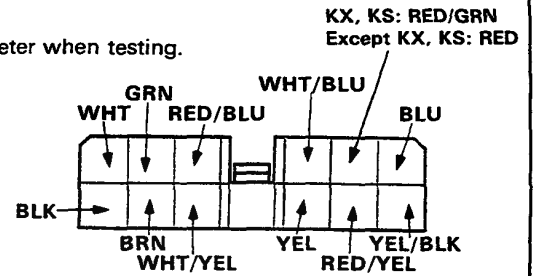 KX, KS: RED/GRN
Except KX, KS: RED
eter when testing.
WHT/BLU
GRN
WHT RED/BLU
BLU
BLK
BRN
WHT/YEL
YEL
RED/YEL
YEL/BLK